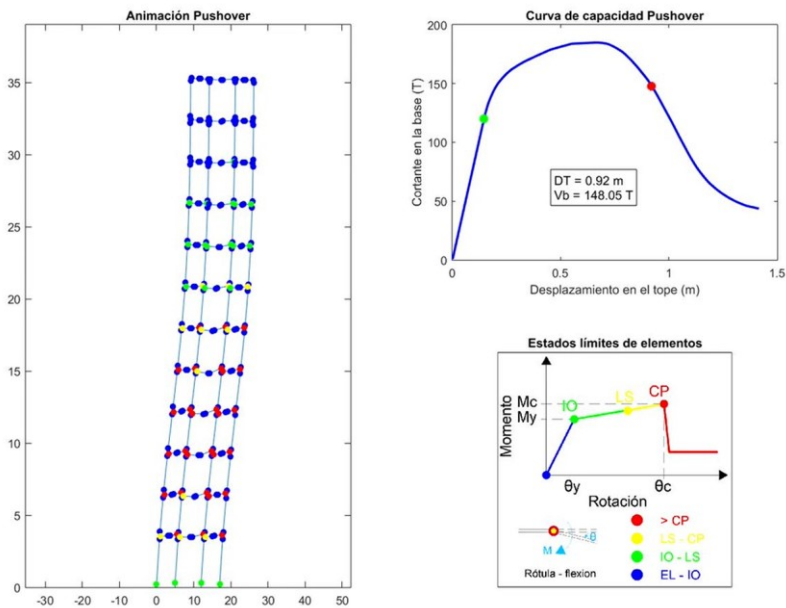 Animación Pushover
35
30
25
20
15
10
5
0
-30 -20 -10 0 10 20 30 40 50
Curva de capacidad Pushover
Cortante en la base (T)
200
150
100
50
0
DT = 0.92 m
Vb = 148.05 T
0 0.5 1 1.5
Desplazamiento en el tope (m)
Estados límites de elementos
Momento
Mc
My
IO
LS
CP
θy
θc
Rotación
θ
M
Rótula - flexion
> CP
LS - CP
IO - LS
EL - IO